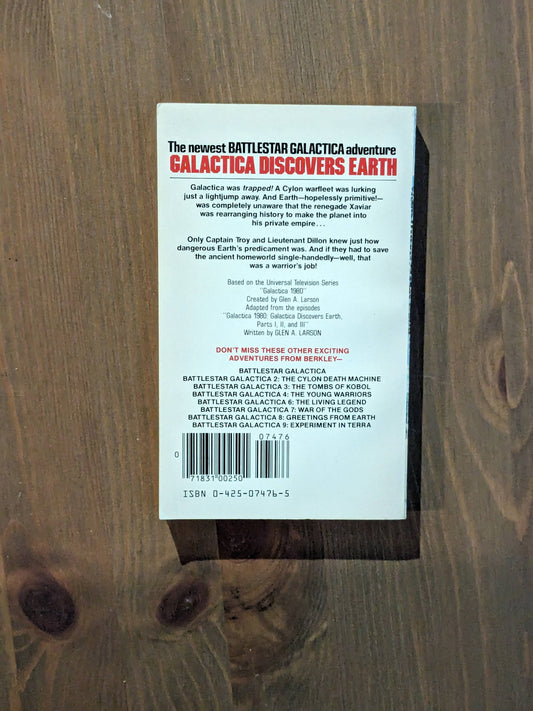 The newest BATTLESTAR GALACTICA adventure
GALACTICA DISCOVERS EARTH
Galactica was trapped! A Cylon warfleet was lurking
just a lightjump away. And Earth—hopelessly primitive!—
was completely unaware that the renegade Xaviar
was rearranging history to make the planet into
his private empire...
Only Captain Troy and Lieutenant Dillon knew just how
dangerous Earth's predicament was. And if they had to save
the ancient homeworld single-handedly—well, that
was a warrior's job!
Based on the Universal Television Series
"Galactica 1980"
Created by Glen A. Larson
Adapted from the episodes
"Galactica 1980: Galactica Discovers Earth,
Parts I, II, and III"
Written by GLEN A. LARSON
DON'T MISS THESE OTHER EXCITING
ADVENTURES FROM BERKLEY—
BATTLESTAR GALACTICA
BATTLESTAR GALACTICA 2: THE CYLON DEATH MACHINE
BATTLESTAR GALACTICA 3: THE TOMBS OF KOBOL
BATTLESTAR GALACTICA 4: THE YOUNG WARRIORS
BATTLESTAR GALACTICA 6: THE LIVING LEGEND
BATTLESTAR GALACTICA 7: WAR OF THE GODS
BATTLESTAR GALACTICA 8: GREETINGS FROM EARTH
BATTLESTAR GALACTICA 9: EXPERIMENT IN TERRA
07476
0
71831 00250
ISBN 0-425-07476-5